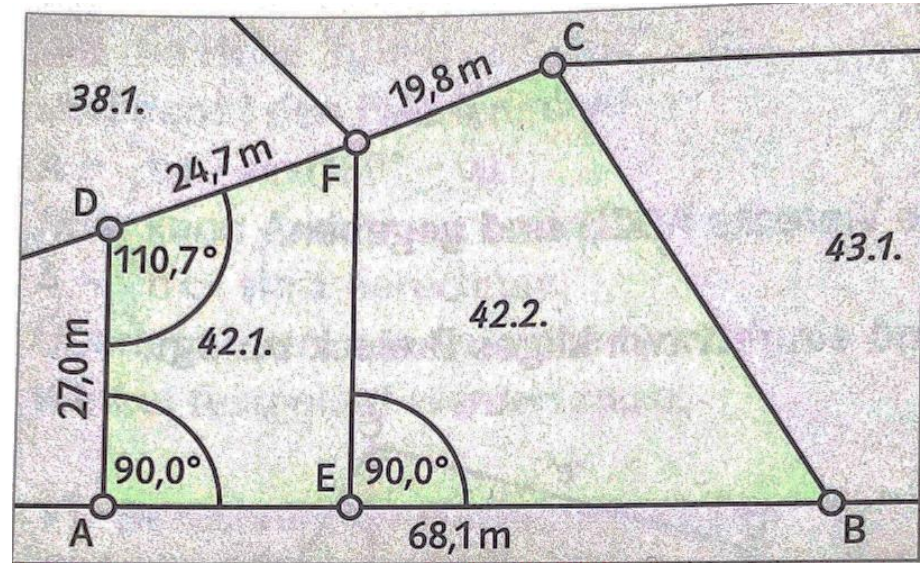 C
19,8 m
38.1.
24,7 m
F
D
110,7°
43.1.
42.2.
42.1.
27,0 m
90,0°
E
90,0°
A
68,1 m
B